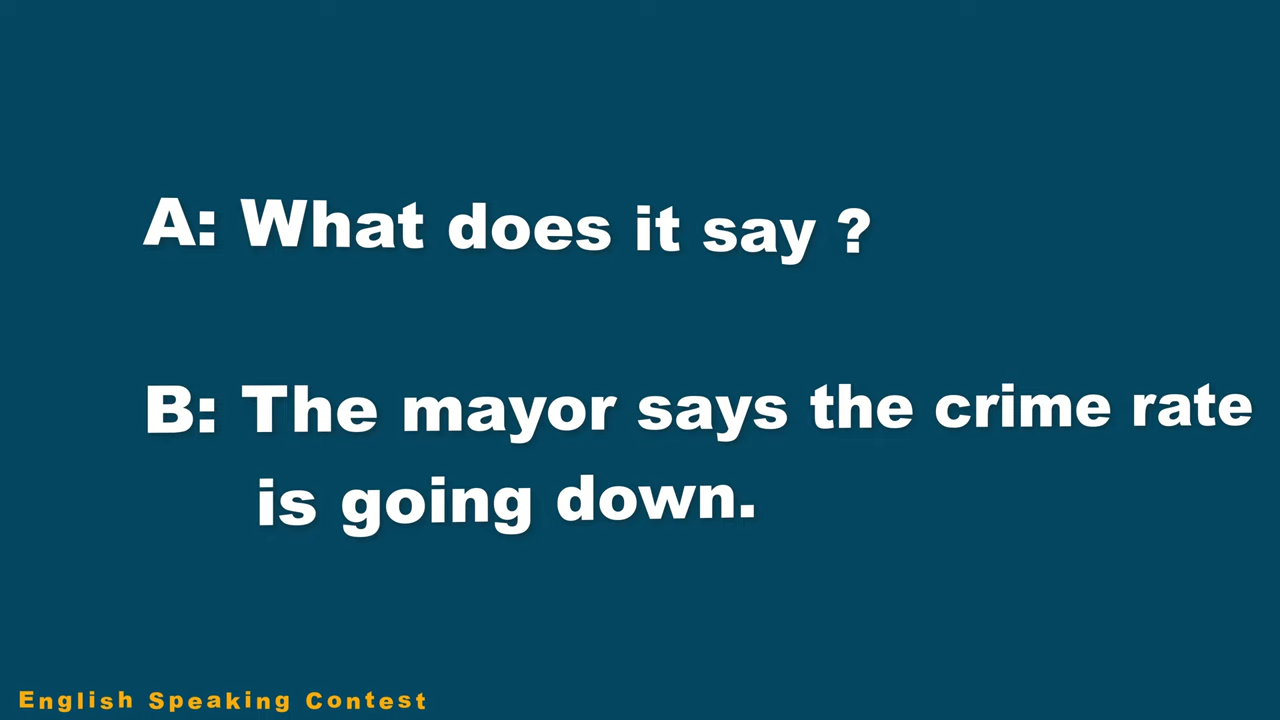 A: What does it say ?
B: The mayor says the crime rate
is going down.
English Speaking Contest